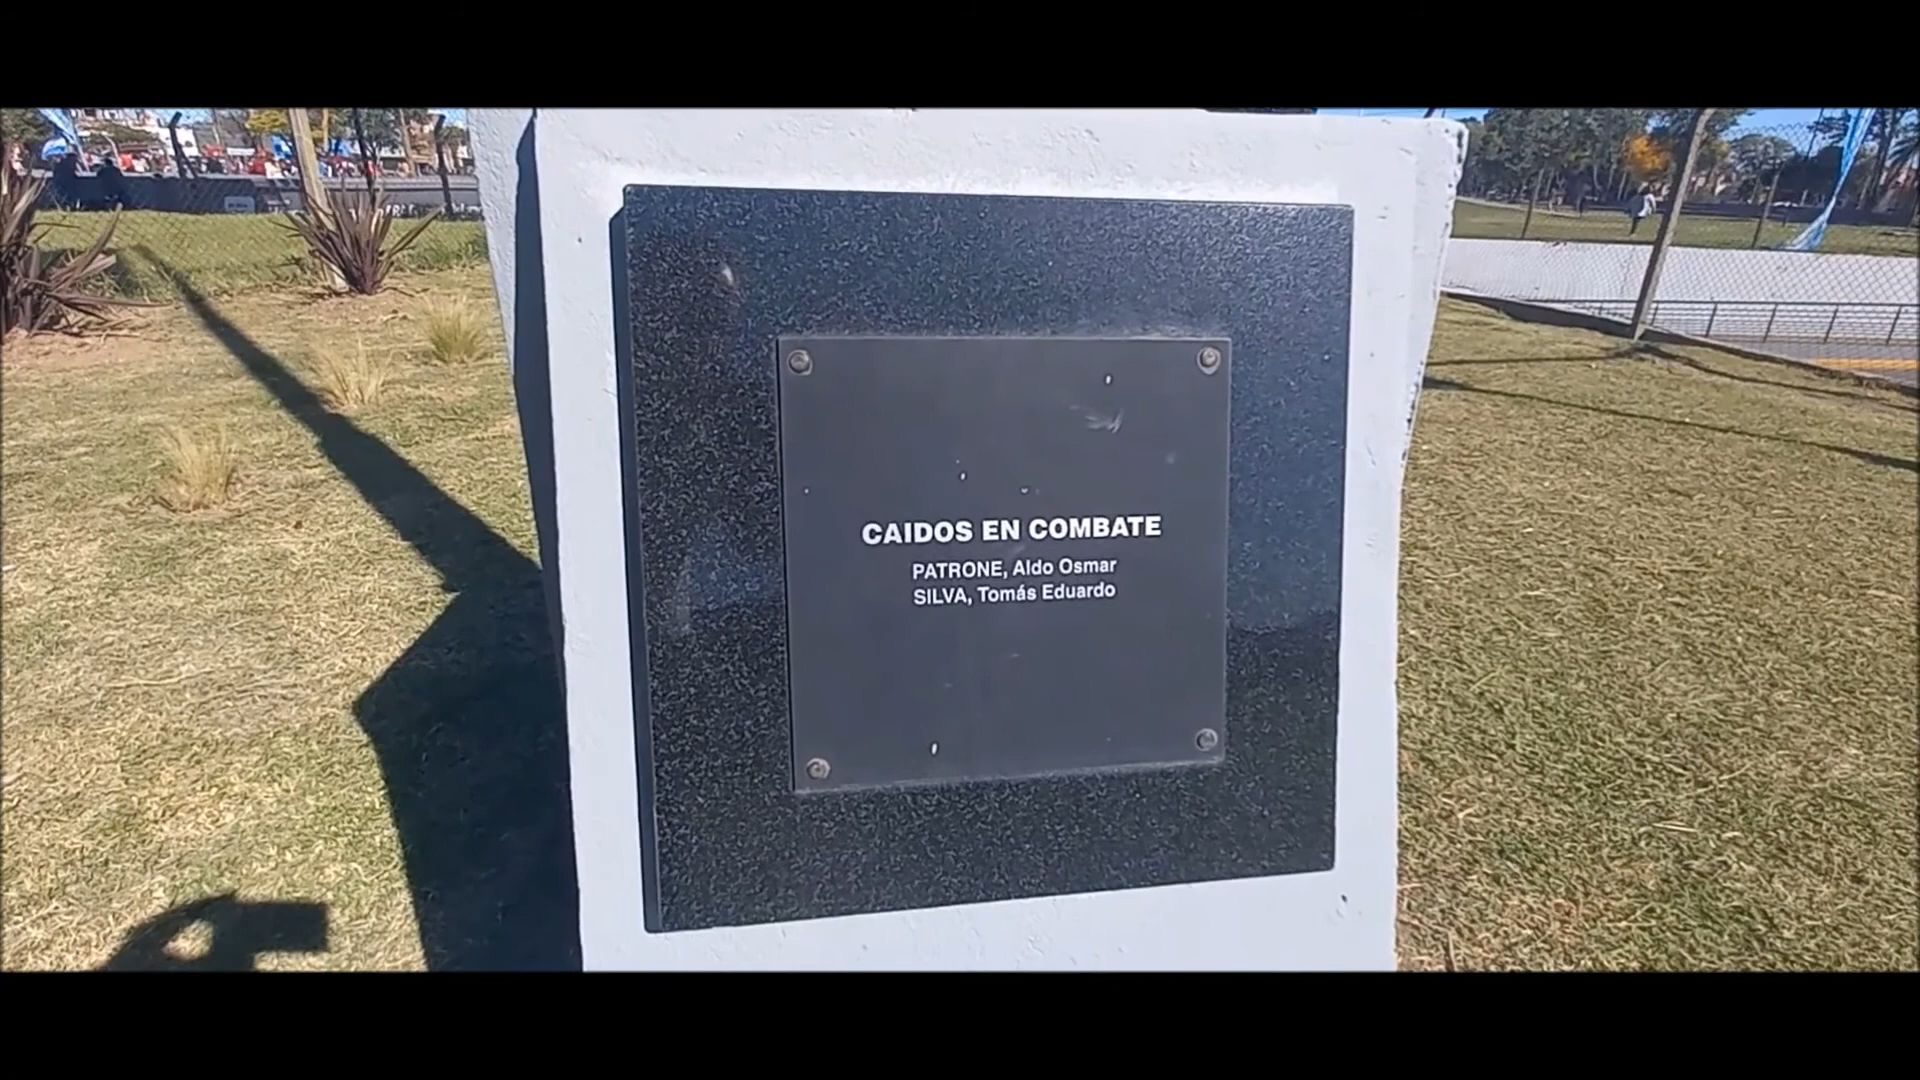 CAIDOS EN COMBATE
PATRONE, Aldo Osmar
SILVA, Tomás Eduardo